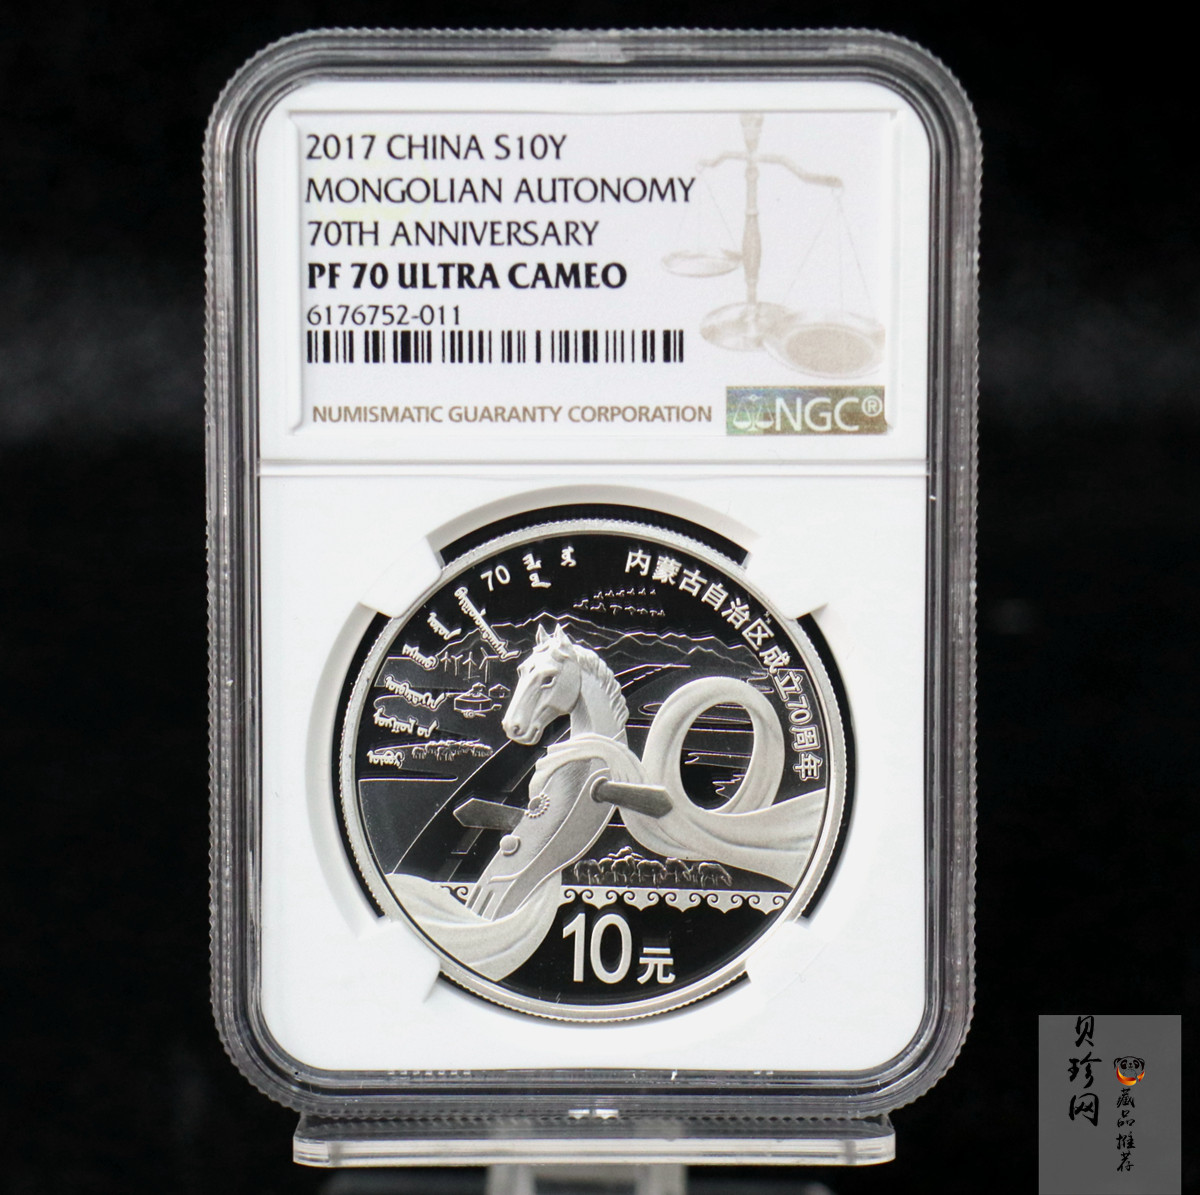 2017 CHINA S10Y
MONGOLIAN AUTONOMY
70TH ANNIVERSARY
PF 70 ULTRA CAMEO
6176752-011
NUMISMATIC GUARANTY CORPORATION
NGC®
70
内蒙古自治区成立70周年
10元
贝珍网
藏品推荐